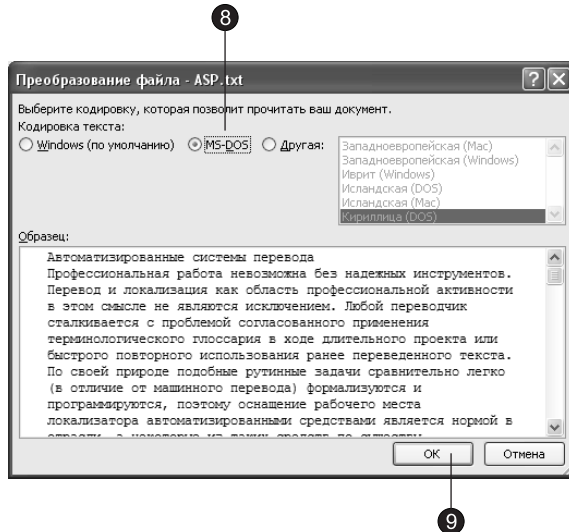 8
Преобразование файла - ASP.txt
Выберите кодировку, которая позволит прочитать ваш документ.
Кодировка текста:
Windows (по умолчанию) MS-DOS Другая:
Западноевропейская (Mac)
Западноевропейская (Windows)
Иврит (Windows)
Исландская (DOS)
Исландская (Mac)
Кириллица (DOS)
Образец:
Автоматизированные системы перевода
Профессиональная работа невозможна без надежных инструментов.
Перевод и локализация как область профессиональной активности
в этом смысле не являются исключением. Любой переводчик
сталкивается с проблемой согласованного применения
терминологического глоссария в ходе длительного проекта или
быстрого повторного использования ранее переведенного текста.
По своей природе подобные рутинные задачи сравнительно легко
(в отличие от машинного перевода) формализуются и
программируются, поэтому оснащение рабочего места
локализатора автоматизированными средствами является нормой в
OK Отмена
9